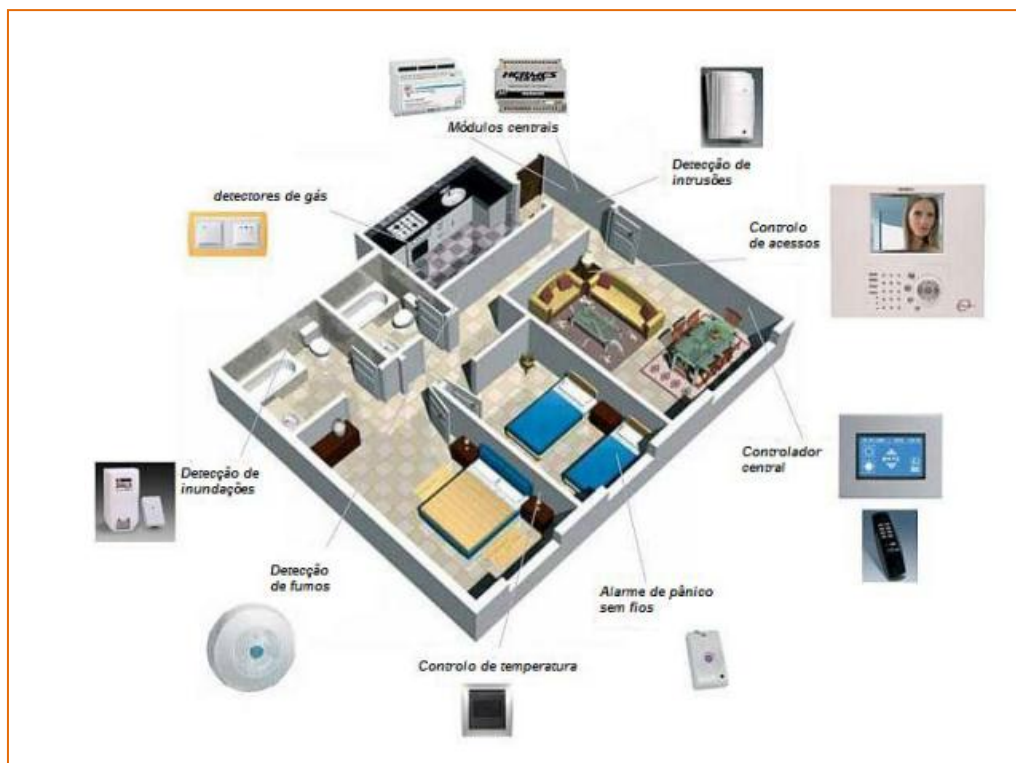 Módulos centrais
Detecção de
intrusões
detectores de gás
Controlo
de acessos
Controlador
central
Detecção de
inundações
Detecção
de fumos
Alarme de pânico
sem fios
Controlo de temperatura